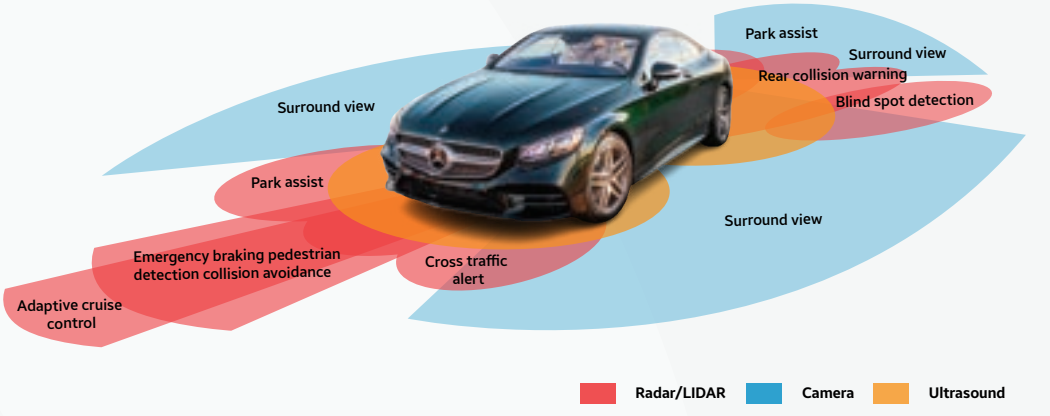 Park assist
Surround view
Rear collision warning
Blind spot detection
Surround view
Park assist
Surround view
Emergency braking pedestrian
detection collision avoidance
Cross traffic
alert
Adaptive cruise
control
Radar/LIDAR
Camera
Ultrasound